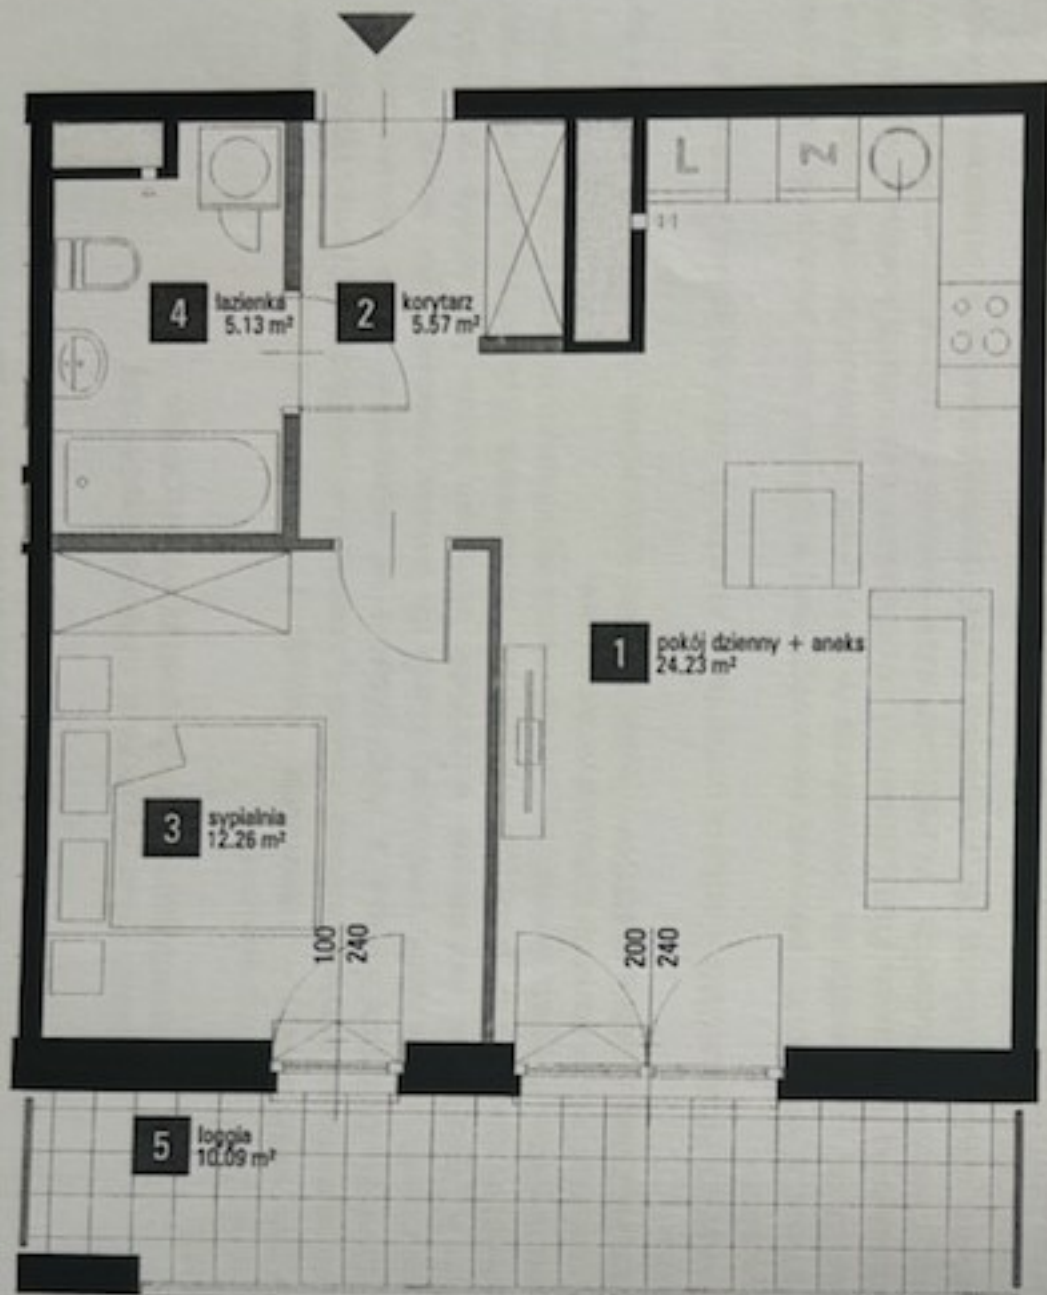 L
Z
4
łazienka
5.13 m²
2
korytarz
5.57 m²
1
pokój dzienny + aneks
24.23 m²
3
sypialnia
12.26 m²
100
240
200
240
5
loggia
10.09 m²